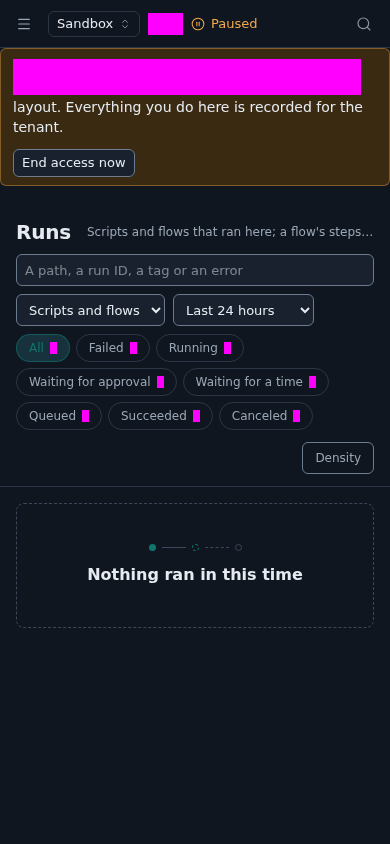 Sandbox
Paused
layout. Everything you do here is recorded for the
tenant.
End access now
Runs
Scripts and flows that ran here; a flow's steps…
A path, a run ID, a tag or an error
Scripts and flows
Last 24 hours
All
Failed
Running
Waiting for approval
Waiting for a time
Queued
Succeeded
Canceled
Density
Nothing ran in this time